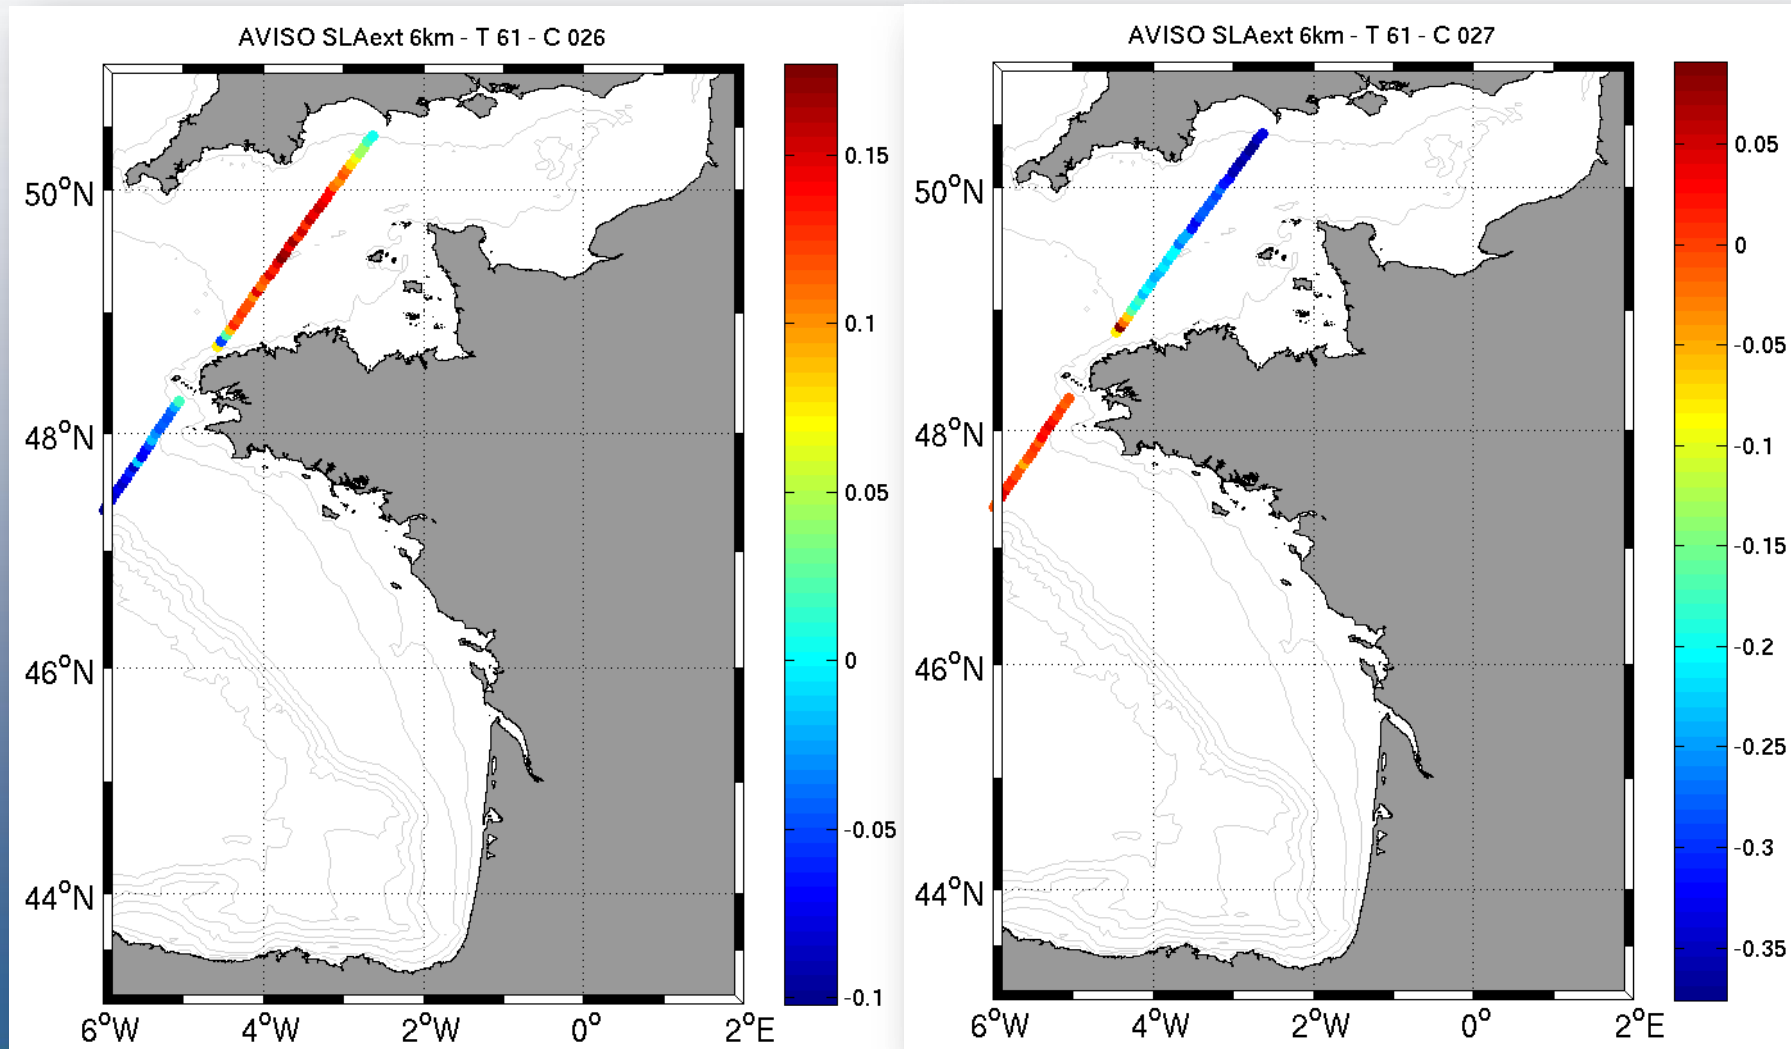 AVISO SLAext 6km - T 61 - C 026
50°N
48°N
46°N
44°N
6°W
4°W
2°W
0°
2°E
0.15
0.1
0.05
0
-0.05
-0.1
AVISO SLAext 6km - T 61 - C 027
50°N
48°N
46°N
44°N
6°W
4°W
2°W
0°
2°E
0.05
0
-0.05
-0.1
-0.15
-0.2
-0.25
-0.3
-0.35